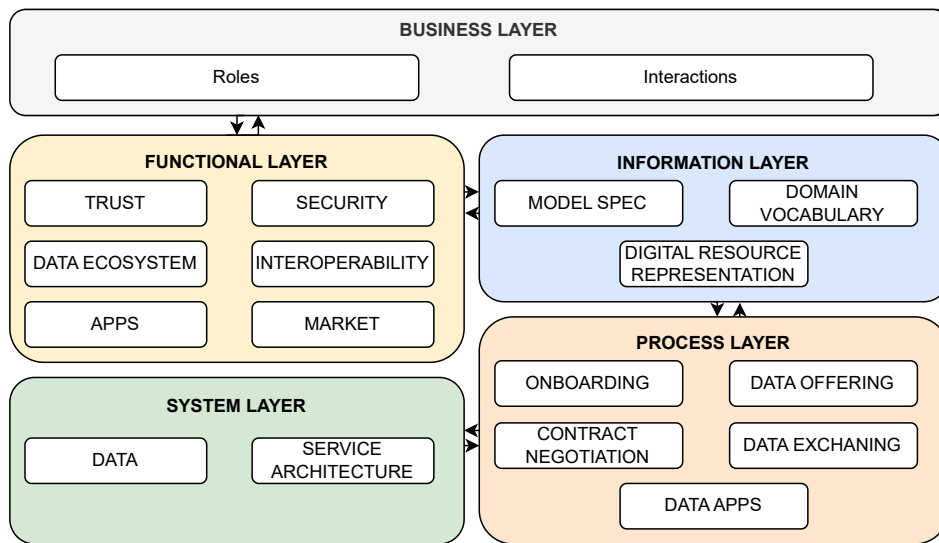 BUSINESS LAYER
Roles
Interactions
FUNCTIONAL LAYER
TRUST
SECURITY
DATA ECOSYSTEM
INTEROPERABILITY
APPS
MARKET
INFORMATION LAYER
MODEL SPEC
DOMAIN
VOCABULARY
DIGITAL RESOURCE
REPRESENTATION
SYSTEM LAYER
DATA
SERVICE
ARCHITECTURE
PROCESS LAYER
ONBOARDING
DATA OFFERING
CONTRACT
NEGOTIATION
DATA EXCHANING
DATA APPS